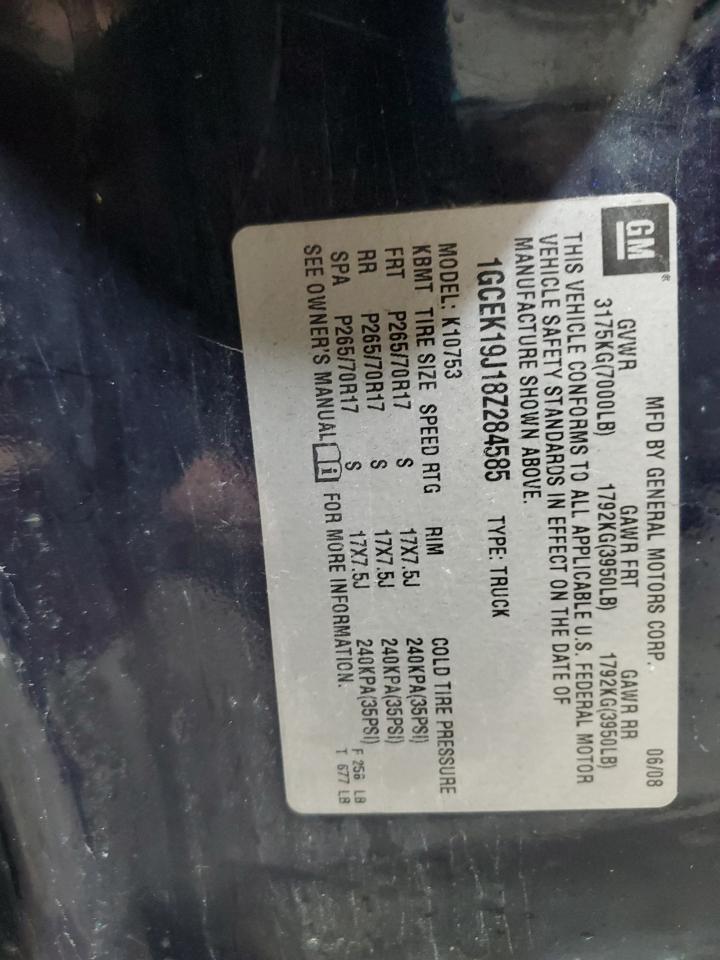 GM ®
MFD BY GENERAL MOTORS CORP. 06/08
GVWR GAWR FRT GAWR RR
3175KG(7000LB) 1792KG(3950LB) 1792KG(3950LB)
THIS VEHICLE CONFORMS TO ALL APPLICABLE U.S. FEDERAL MOTOR
VEHICLE SAFETY STANDARDS IN EFFECT ON THE DATE OF
MANUFACTURE SHOWN ABOVE.
1GCEK19J18Z284585 TYPE: TRUCK
MODEL: K10753
KBMT TIRE SIZE SPEED RTG RIM COLD TIRE PRESSURE
FRT P265/70R17 S 17X7.5J 240KPA(35PSI)
RR P265/70R17 S 17X7.5J 240KPA(35PSI)
SPA P265/70R17 S 17X7.5J 240KPA(35PSI)
SEE OWNER'S MANUAL i FOR MORE INFORMATION.
F 256 LB
T 677 LB